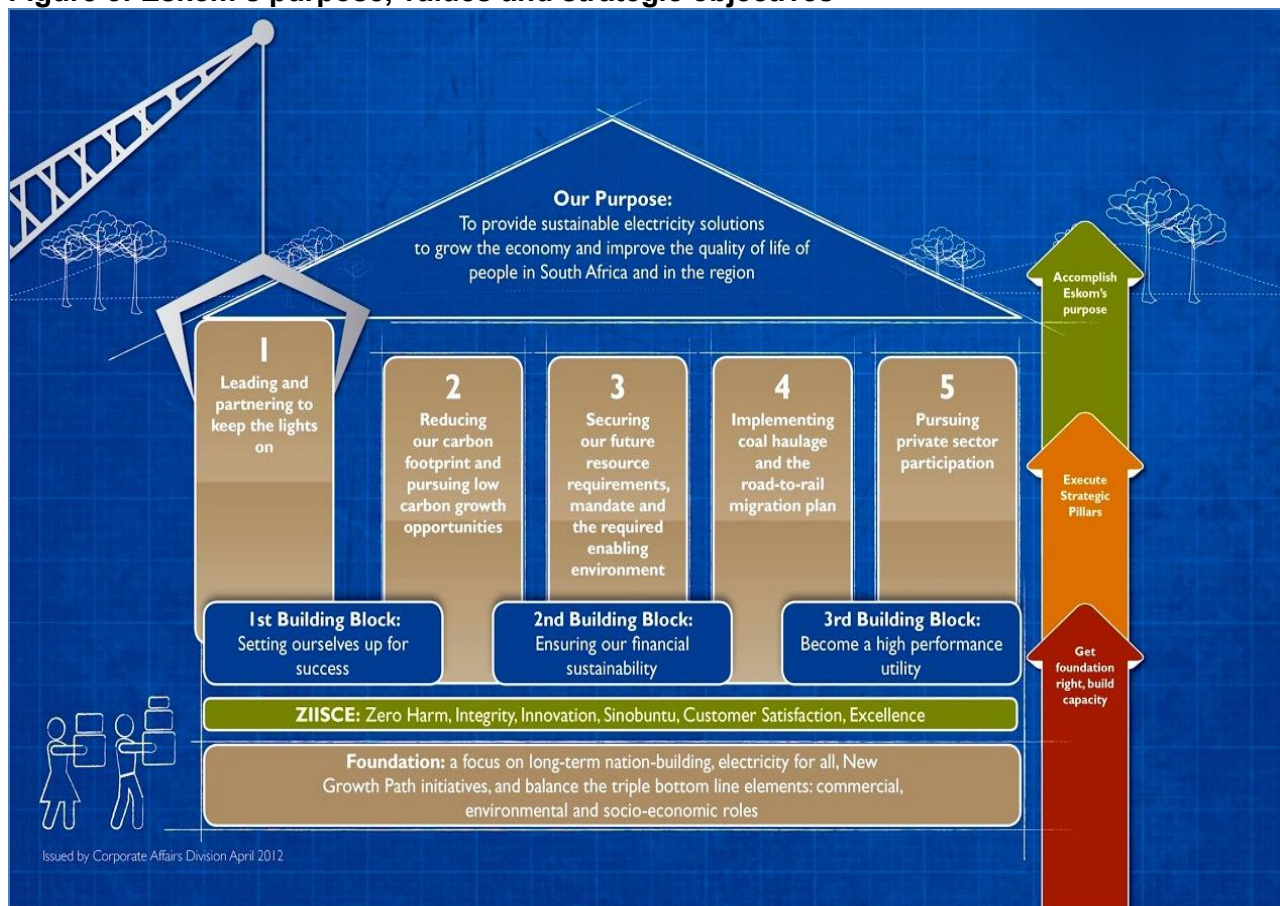 Figure 6: Eskom's purpose, values and strategic objectives
Our Purpose:
To provide sustainable electricity solutions
to grow the economy and improve the quality of life of
people in South Africa and in the region
1
Leading and
partnering to
keep the lights
on
2
Reducing
our carbon
footprint and
pursuing low
carbon growth
opportunities
3
Securing
our future
resource
requirements,
mandate and
the required
enabling
environment
4
Implementing
coal haulage
and the
road-to-rail
migration plan
5
Pursuing
private sector
participation
1st Building Block:
Setting ourselves up for
success
2nd Building Block:
Ensuring our financial
sustainability
3rd Building Block:
Become a high performance
utility
ZIISCE: Zero Harm, Integrity, Innovation, Sinobuntu, Customer Satisfaction, Excellence
Foundation: a focus on long-term nation-building, electricity for all, New
Growth Path initiatives, and balance the triple bottom line elements: commercial,
environmental and socio-economic roles
Accomplish
Eskom's
purpose
Execute
Strategic
Pillars
Get
foundation
right, build
capacity
Issued by Corporate Affairs Division April 2012